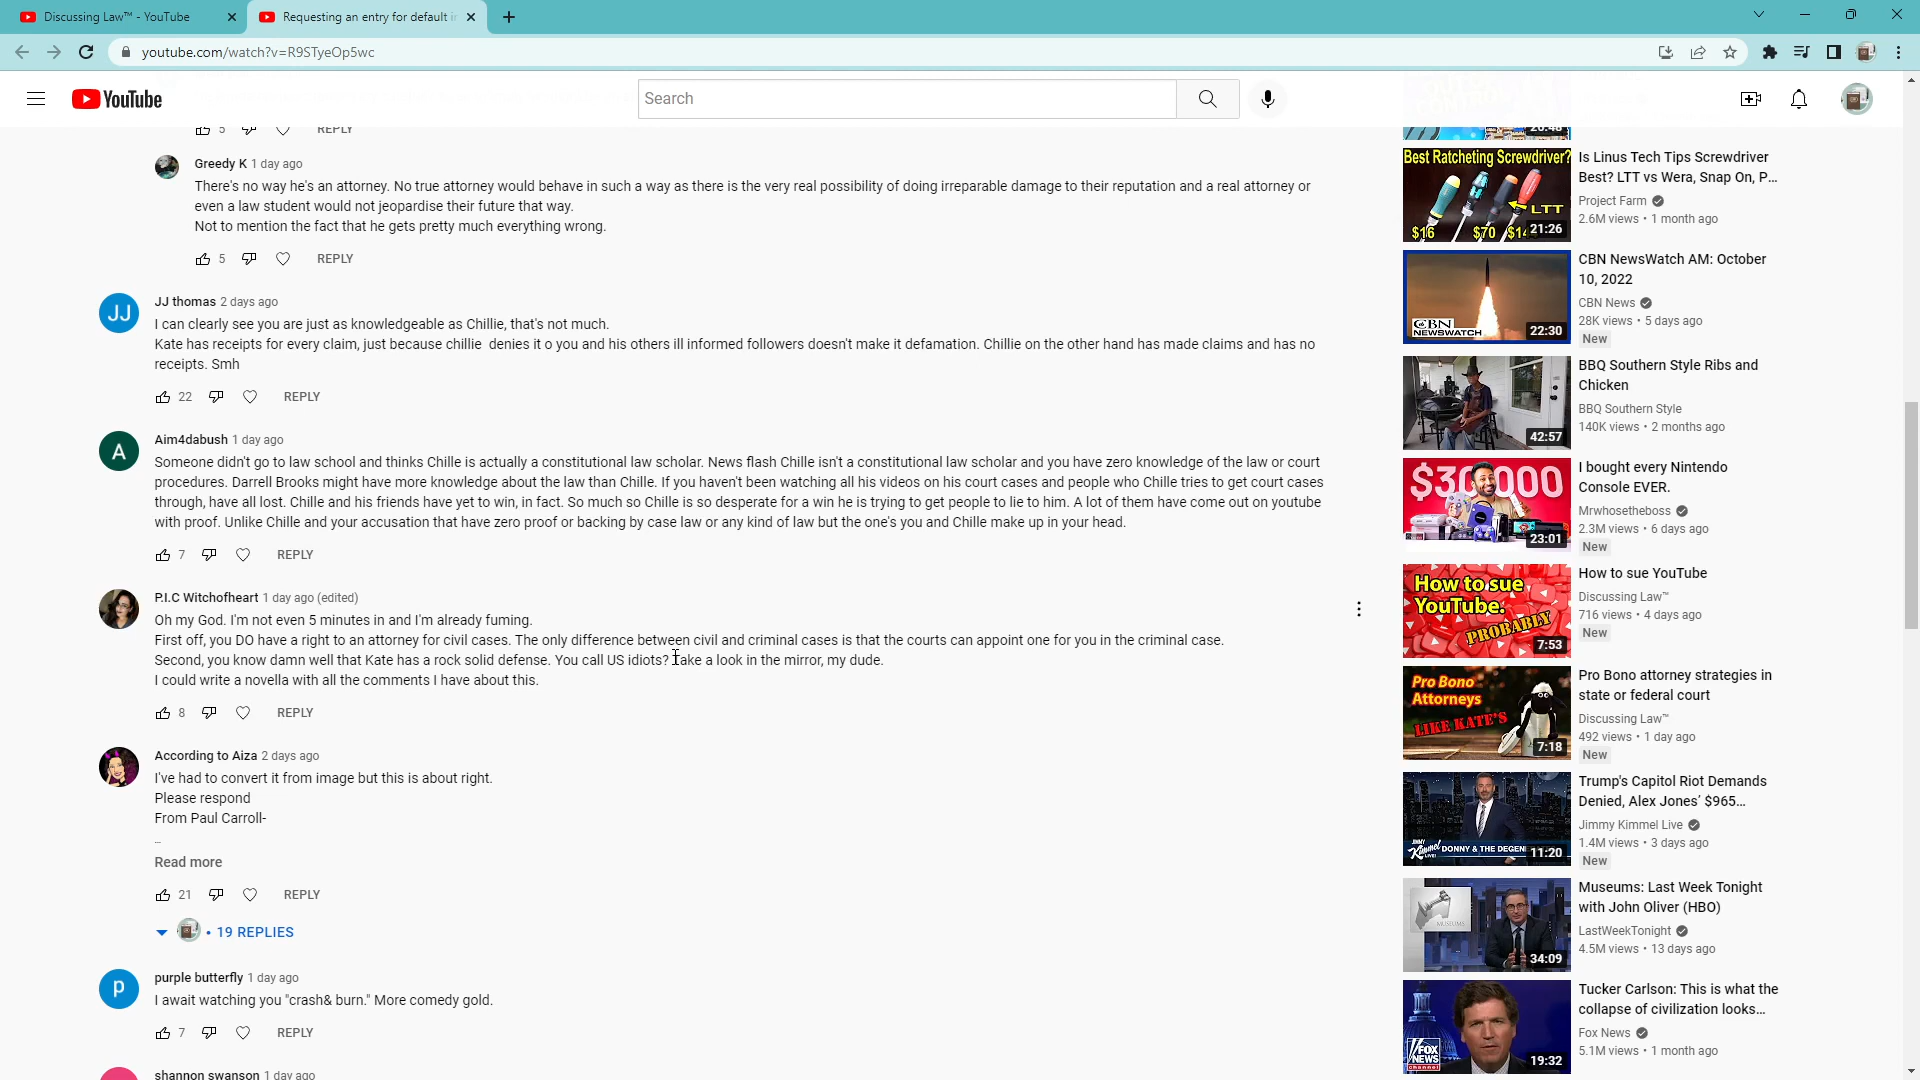 Discussing Law™ - YouTube
Requesting an entry for default i
youtube.com/watch?v=R9STyeOp5wc
YouTube
Search
5 REPLY
Greedy K 1 day ago
There's no way he's an attorney. No true attorney would behave in such a way as there is the very real possibility of doing irreparable damage to their reputation and a real attorney or
even a law student would not jeopardise their future that way.
Not to mention the fact that he gets pretty much everything wrong.
5 REPLY
JJ
JJ thomas 2 days ago
I can clearly see you are just as knowledgeable as Chillie, that's not much.
Kate has receipts for every claim, just because chillie denies it o you and his others ill informed followers doesn't make it defamation. Chillie on the other hand has made claims and has no
receipts. Smh
22 REPLY
A
Aim4dabush 1 day ago
Someone didn't go to law school and thinks Chille is actually a constitutional law scholar. News flash Chille isn't a constitutional law scholar and you have zero knowledge of the law or court
procedures. Darrell Brooks might have more knowledge about the law than Chille. If you haven't been watching all his videos on his court cases and people who Chille tries to get court cases
through, have all lost. Chille and his friends have yet to win, in fact. So much so Chille is so desperate for a win he is trying to get people to lie to him. A lot of them have come out on youtube
with proof. Unlike Chille and your accusation that have zero proof or backing by case law or any kind of law but the one's you and Chille make up in your head.
7 REPLY
P.I.C Witchofheart 1 day ago (edited)
Oh my God. I'm not even 5 minutes in and I'm already fuming.
First off, you DO have a right to an attorney for civil cases. The only difference between civil and criminal cases is that the courts can appoint one for you in the criminal case.
Second, you know damn well that Kate has a rock solid defense. You call US idiots? Take a look in the mirror, my dude.
I could write a novella with all the comments I have about this.
8 REPLY
According to Aiza 2 days ago
I've had to convert it from image but this is about right.
Please respond
From Paul Carroll-
...
Read more
21 REPLY
• 19 REPLIES
p
purple butterfly 1 day ago
I await watching you "crash& burn." More comedy gold.
7 REPLY
shannon swanson 1 day ago
20:48
Best Ratcheting Screwdriver?
LTT
$16 $70
21:26
Is Linus Tech Tips Screwdriver
Best? LTT vs Wera, Snap On, P...
Project Farm
2.6M views • 1 month ago
CBN
NEWSWATCH
22:30
CBN NewsWatch AM: October
10, 2022
CBN News
28K views • 5 days ago
New
42:57
BBQ Southern Style Ribs and
Chicken
BBQ Southern Style
140K views • 2 months ago
23:01
I bought every Nintendo
Console EVER.
Mrwhosetheboss
2.3M views • 6 days ago
New
How to sue
YouTube.
PROBABLY
7:53
How to sue YouTube
Discussing Law™
716 views • 4 days ago
New
Pro Bono
Attorneys
LIKE KATE'S
7:18
Pro Bono attorney strategies in
state or federal court
Discussing Law™
492 views • 1 day ago
New
JIMMY
Kimmel
LIVE!
DONNY & THE DEGEN
11:20
Trump's Capitol Riot Demands
Denied, Alex Jones' $965...
Jimmy Kimmel Live
1.4M views • 3 days ago
New
MUSEUMS
34:09
Museums: Last Week Tonight
with John Oliver (HBO)
LastWeekTonight
4.5M views • 13 days ago
FOX
NEWS
channel
19:32
Tucker Carlson: This is what the
collapse of civilization looks...
Fox News
5.1M views • 1 month ago